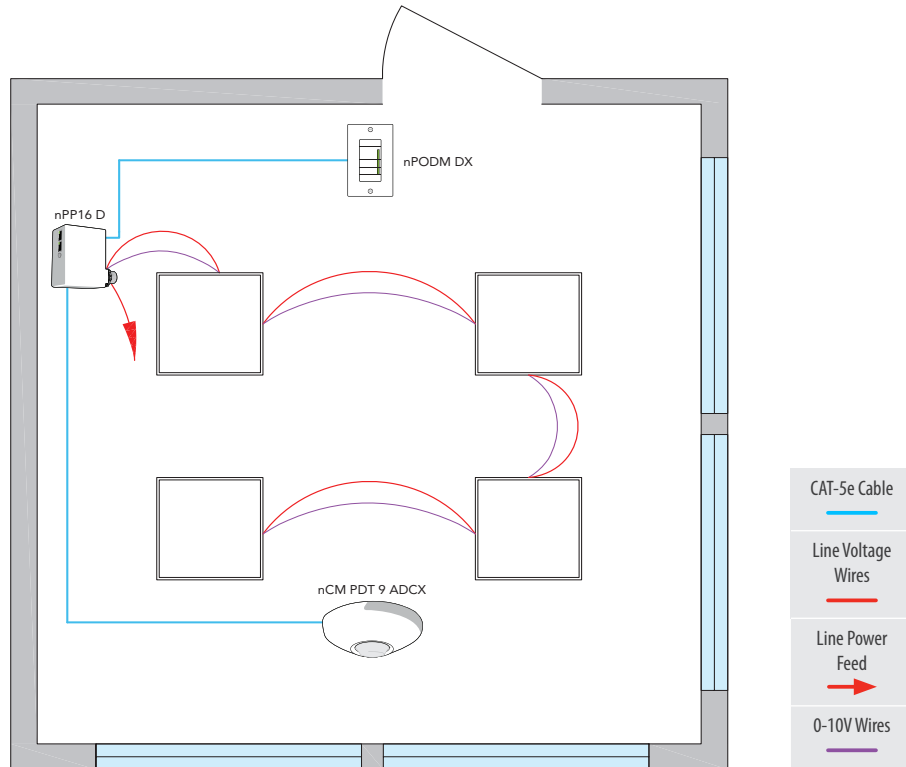 nPODM DX
nPP16 D
nCM PDT 9 ADCX
CAT-5e Cable
Line Voltage
Wires
Line Power
Feed
0-10V Wires